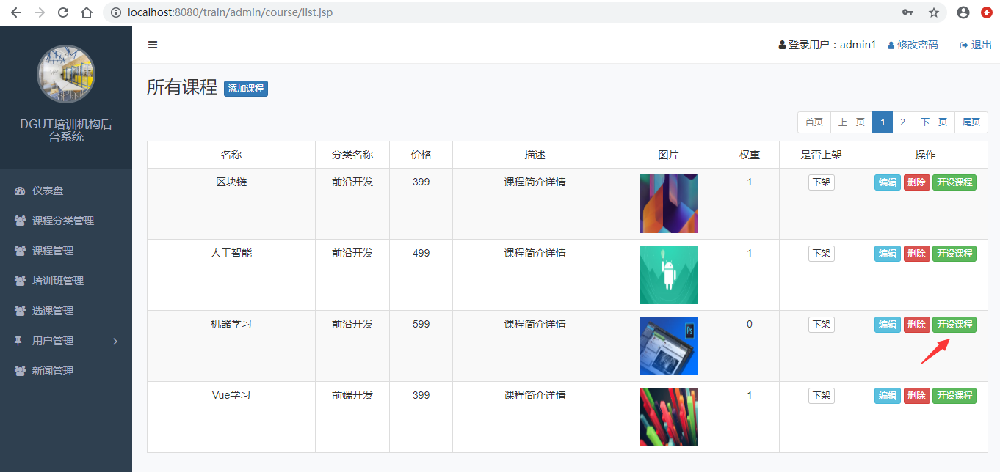 localhost:8080/train/admin/course/list.jsp
登录用户：admin1 修改密码 退出
DGUT培训机构后
台系统
仪表盘
课程分类管理
课程管理
培训班管理
选课管理
用户管理
新闻管理
所有课程 添加课程
首页 上一页 1 2 下一页 尾页
名称 分类名称 价格 描述 图片 权重 是否上架 操作
区块链 前沿开发 399 课程简介详情 1 下架 编辑 删除 开设课程
人工智能 前沿开发 499 课程简介详情 1 下架 编辑 删除 开设课程
机器学习 前沿开发 599 课程简介详情 Ps 0 下架 编辑 删除 开设课程
Vue学习 前端开发 399 课程简介详情 1 下架 编辑 删除 开设课程